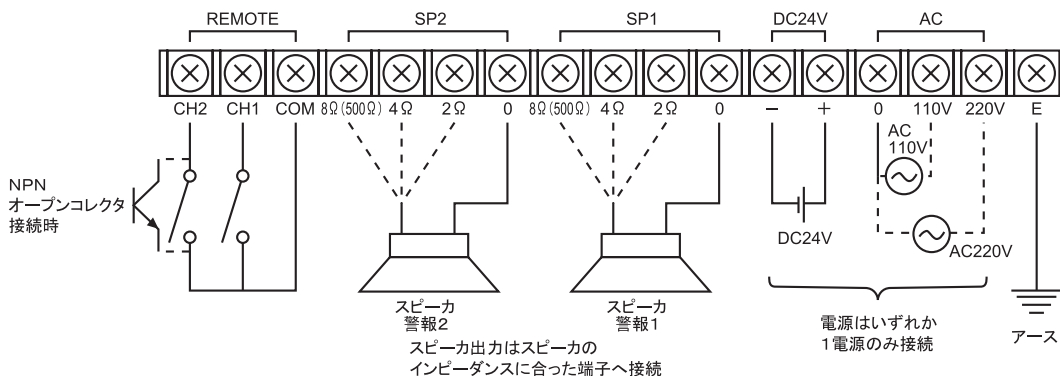 REMOTE SP2 SP1 DC24V AC
CH2 CH1 COM 8Ω(500Ω) 4Ω 2Ω 0 8Ω(500Ω) 4Ω 2Ω 0 － ＋ 0 110V 220V E
AC
110V
NPN
オープンコレクタ
接続時
DC24V
AC220V
スピーカ
警報2
スピーカ
警報1
電源はいずれか
1電源のみ接続
アース
スピーカ出力はスピーカの
インピーダンスに合った端子へ接続